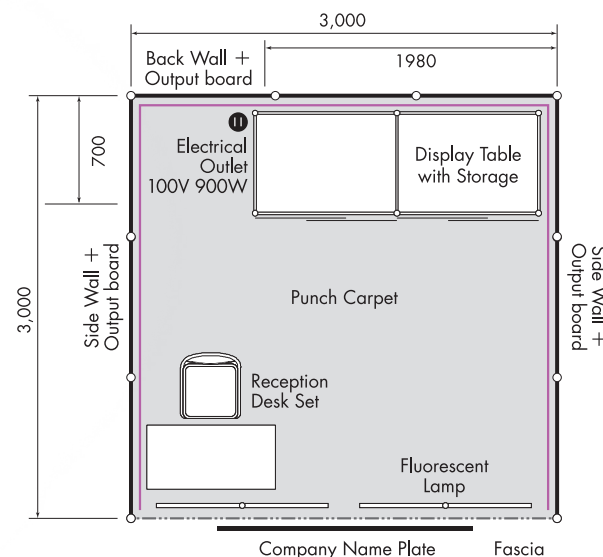 3,000
Back Wall +
Output board
1980
700
Electrical
Outlet
100V 900W
Display Table
with Storage
3,000
Side Wall +
Output board
Side Wall +
Output board
Punch Carpet
Reception
Desk Set
Fluorescent
Lamp
Company Name Plate
Fascia